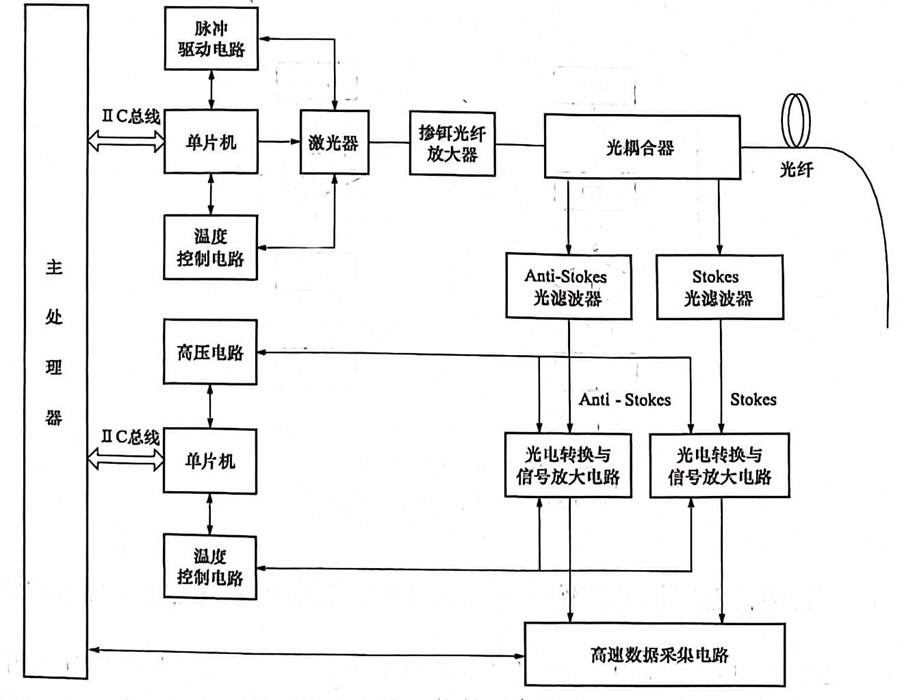 主
处
理
器
脉冲
驱动电路
ⅡC总线
单片机
激光器
掺铒光纤
放大器
光耦合器
光纤
温度
控制电路
Anti-Stokes
光滤波器
Stokes
光滤波器
高压电路
Anti - Stokes
Stokes
ⅡC总线
单片机
光电转换与
信号放大电路
光电转换与
信号放大电路
温度
控制电路
高速数据采集电路